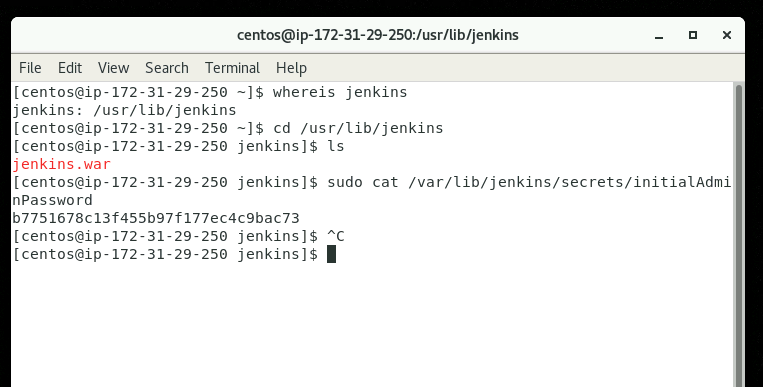 centos@ip-172-31-29-250:/usr/lib/jenkins
File Edit View Search Terminal Help
[centos@ip-172-31-29-250 ~]$ whereis jenkins
jenkins: /usr/lib/jenkins
[centos@ip-172-31-29-250 ~]$ cd /usr/lib/jenkins
[centos@ip-172-31-29-250 jenkins]$ ls
jenkins.war
[centos@ip-172-31-29-250 jenkins]$ sudo cat /var/lib/jenkins/secrets/initialAdmi
nPassword
b7751678c13f455b97f177ec4c9bac73
[centos@ip-172-31-29-250 jenkins]$ ^C
[centos@ip-172-31-29-250 jenkins]$